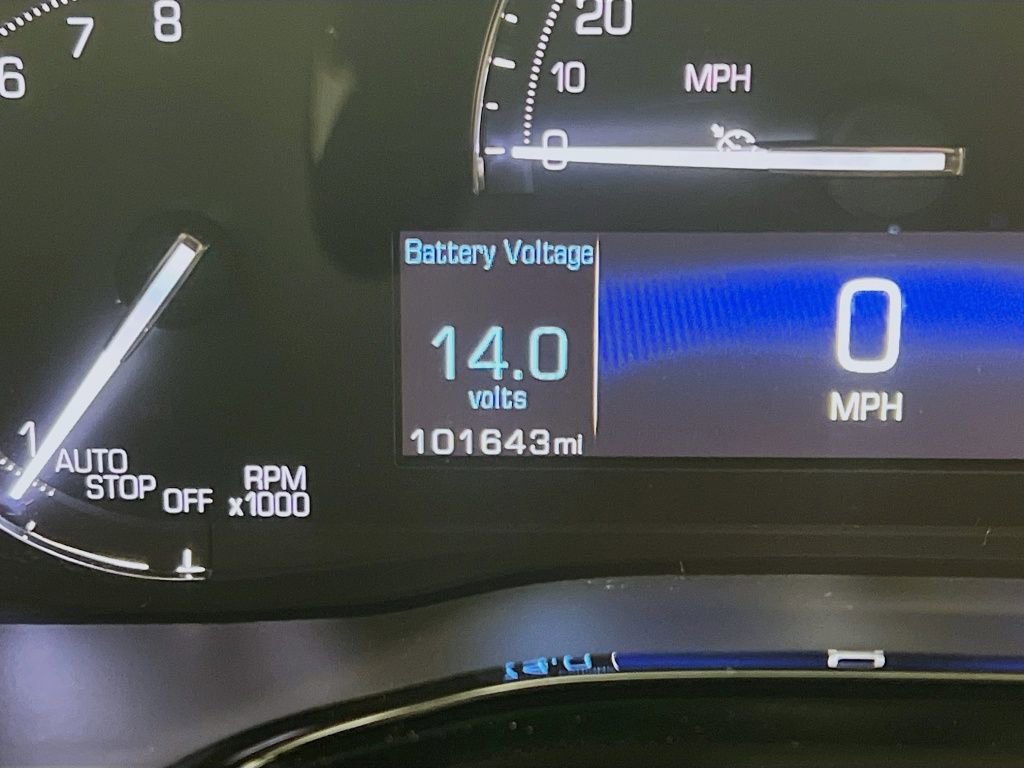 6
7
8
20
10
MPH
0
Battery Voltage
14.0
volts
101643mi
0
MPH
1
AUTO
STOP
OFF
RPM
x1000